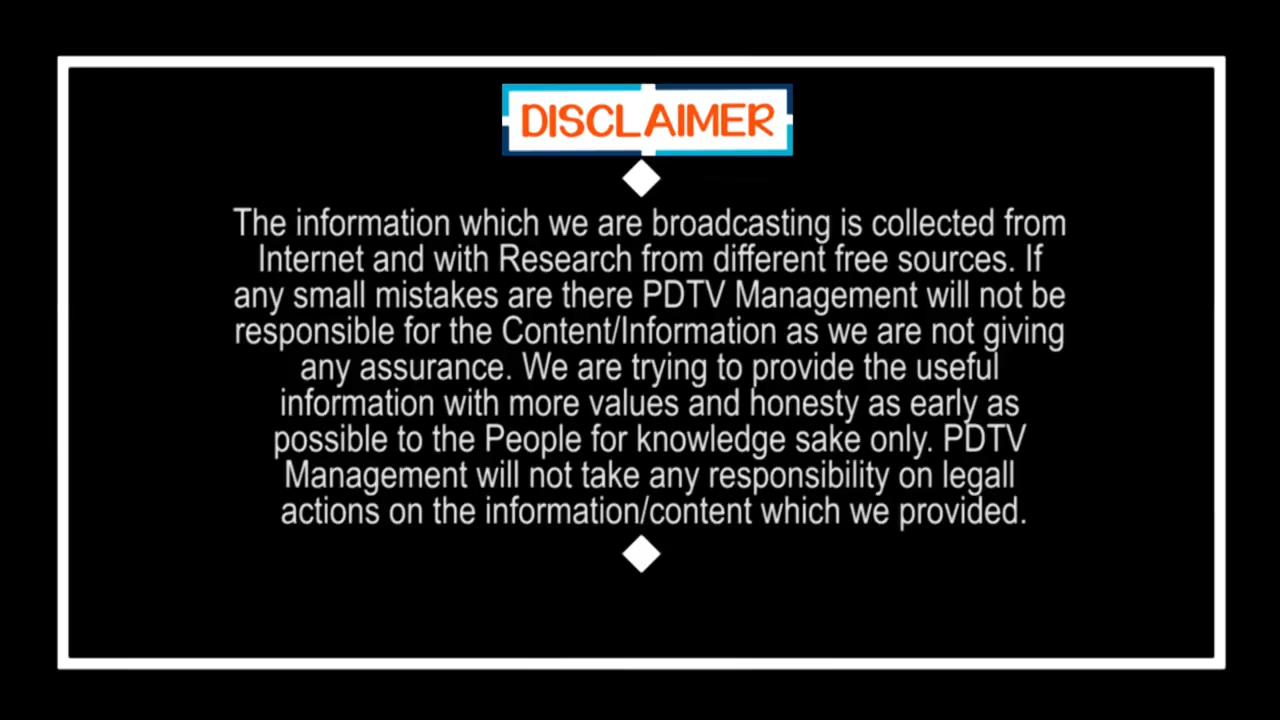 DISCLAIMER
The information which we are broadcasting is collected from
Internet and with Research from different free sources. If
any small mistakes are there PDTV Management will not be
responsible for the Content/Information as we are not giving
any assurance. We are trying to provide the useful
information with more values and honesty as early as
possible to the People for knowledge sake only. PDTV
Management will not take any responsibility on legall
actions on the information/content which we provided.